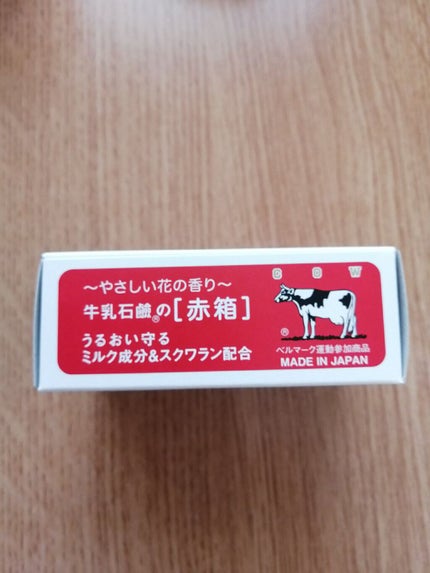 ～やさしい花の香り～
牛乳石鹸®の[赤箱]
うるおい守る
ミルク成分&スクワラン配合
COW
®
ベルマーク運動参加商品
MADE IN JAPAN